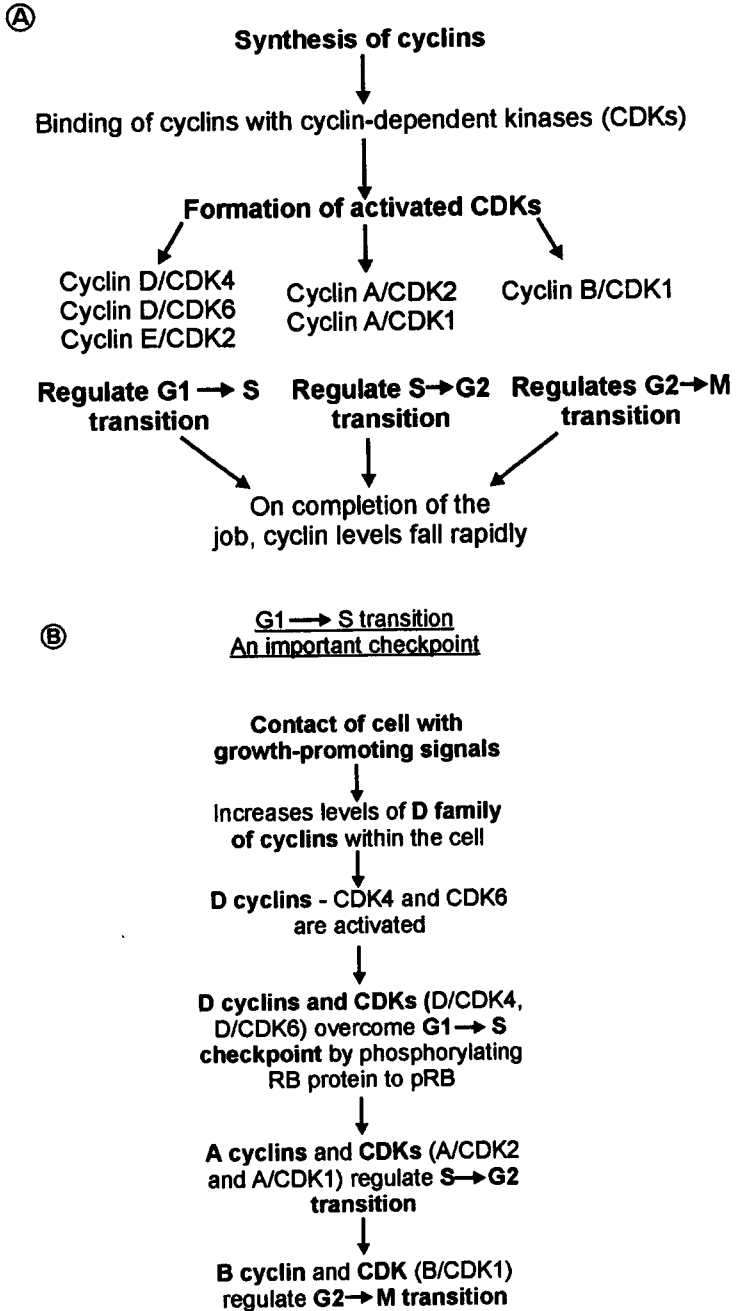 A
Synthesis of cyclins
Binding of cyclins with cyclin-dependent kinases (CDKs)
Formation of activated CDKs
Cyclin D/CDK4
Cyclin D/CDK6
Cyclin E/CDK2
Regulate G1 → S
transition
Cyclin A/CDK2
Cyclin A/CDK1
Regulate S→G2
transition
Cyclin B/CDK1
Regulates G2→M
transition
On completion of the
job, cyclin levels fall rapidly
B
G1 → S transition
An important checkpoint
Contact of cell with
growth-promoting signals
Increases levels of D family
of cyclins within the cell
D cyclins - CDK4 and CDK6
are activated
D cyclins and CDKs (D/CDK4,
D/CDK6) overcome G1→ S
checkpoint by phosphorylating
RB protein to pRB
A cyclins and CDKs (A/CDK2
and A/CDK1) regulate S→G2
transition
B cyclin and CDK (B/CDK1)
regulate G2→M transition